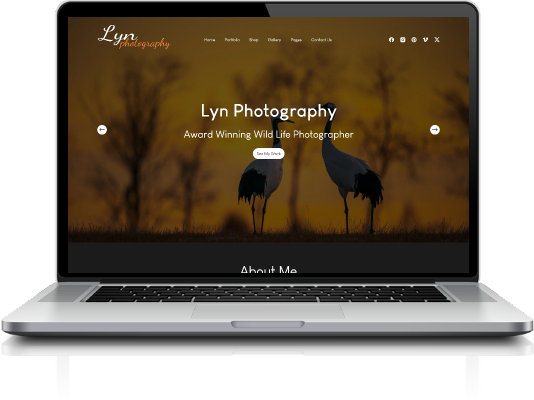 Lyn
photography
Home Portfolio Shop Gallery Pages Contact Us
Lyn Photography
Award Winning Wild Life Photographer
See My Work
About Me